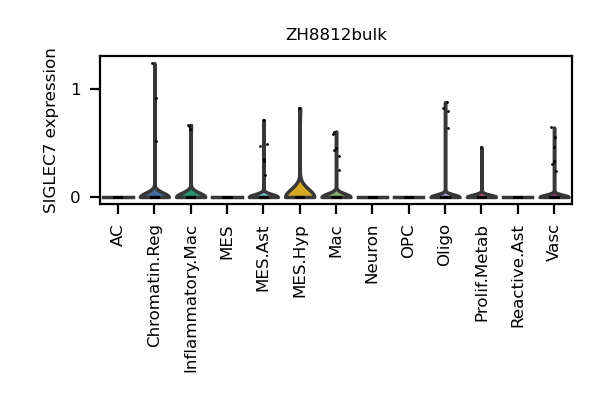 ZH8812bulk
SIGLEC7 expression
1
0
AC
Chromatin.Reg
Inflammatory.Mac
MES
MES.Ast
MES.Hyp
Mac
Neuron
OPC
Oligo
Prolif.Metab
Reactive.Ast
Vasc